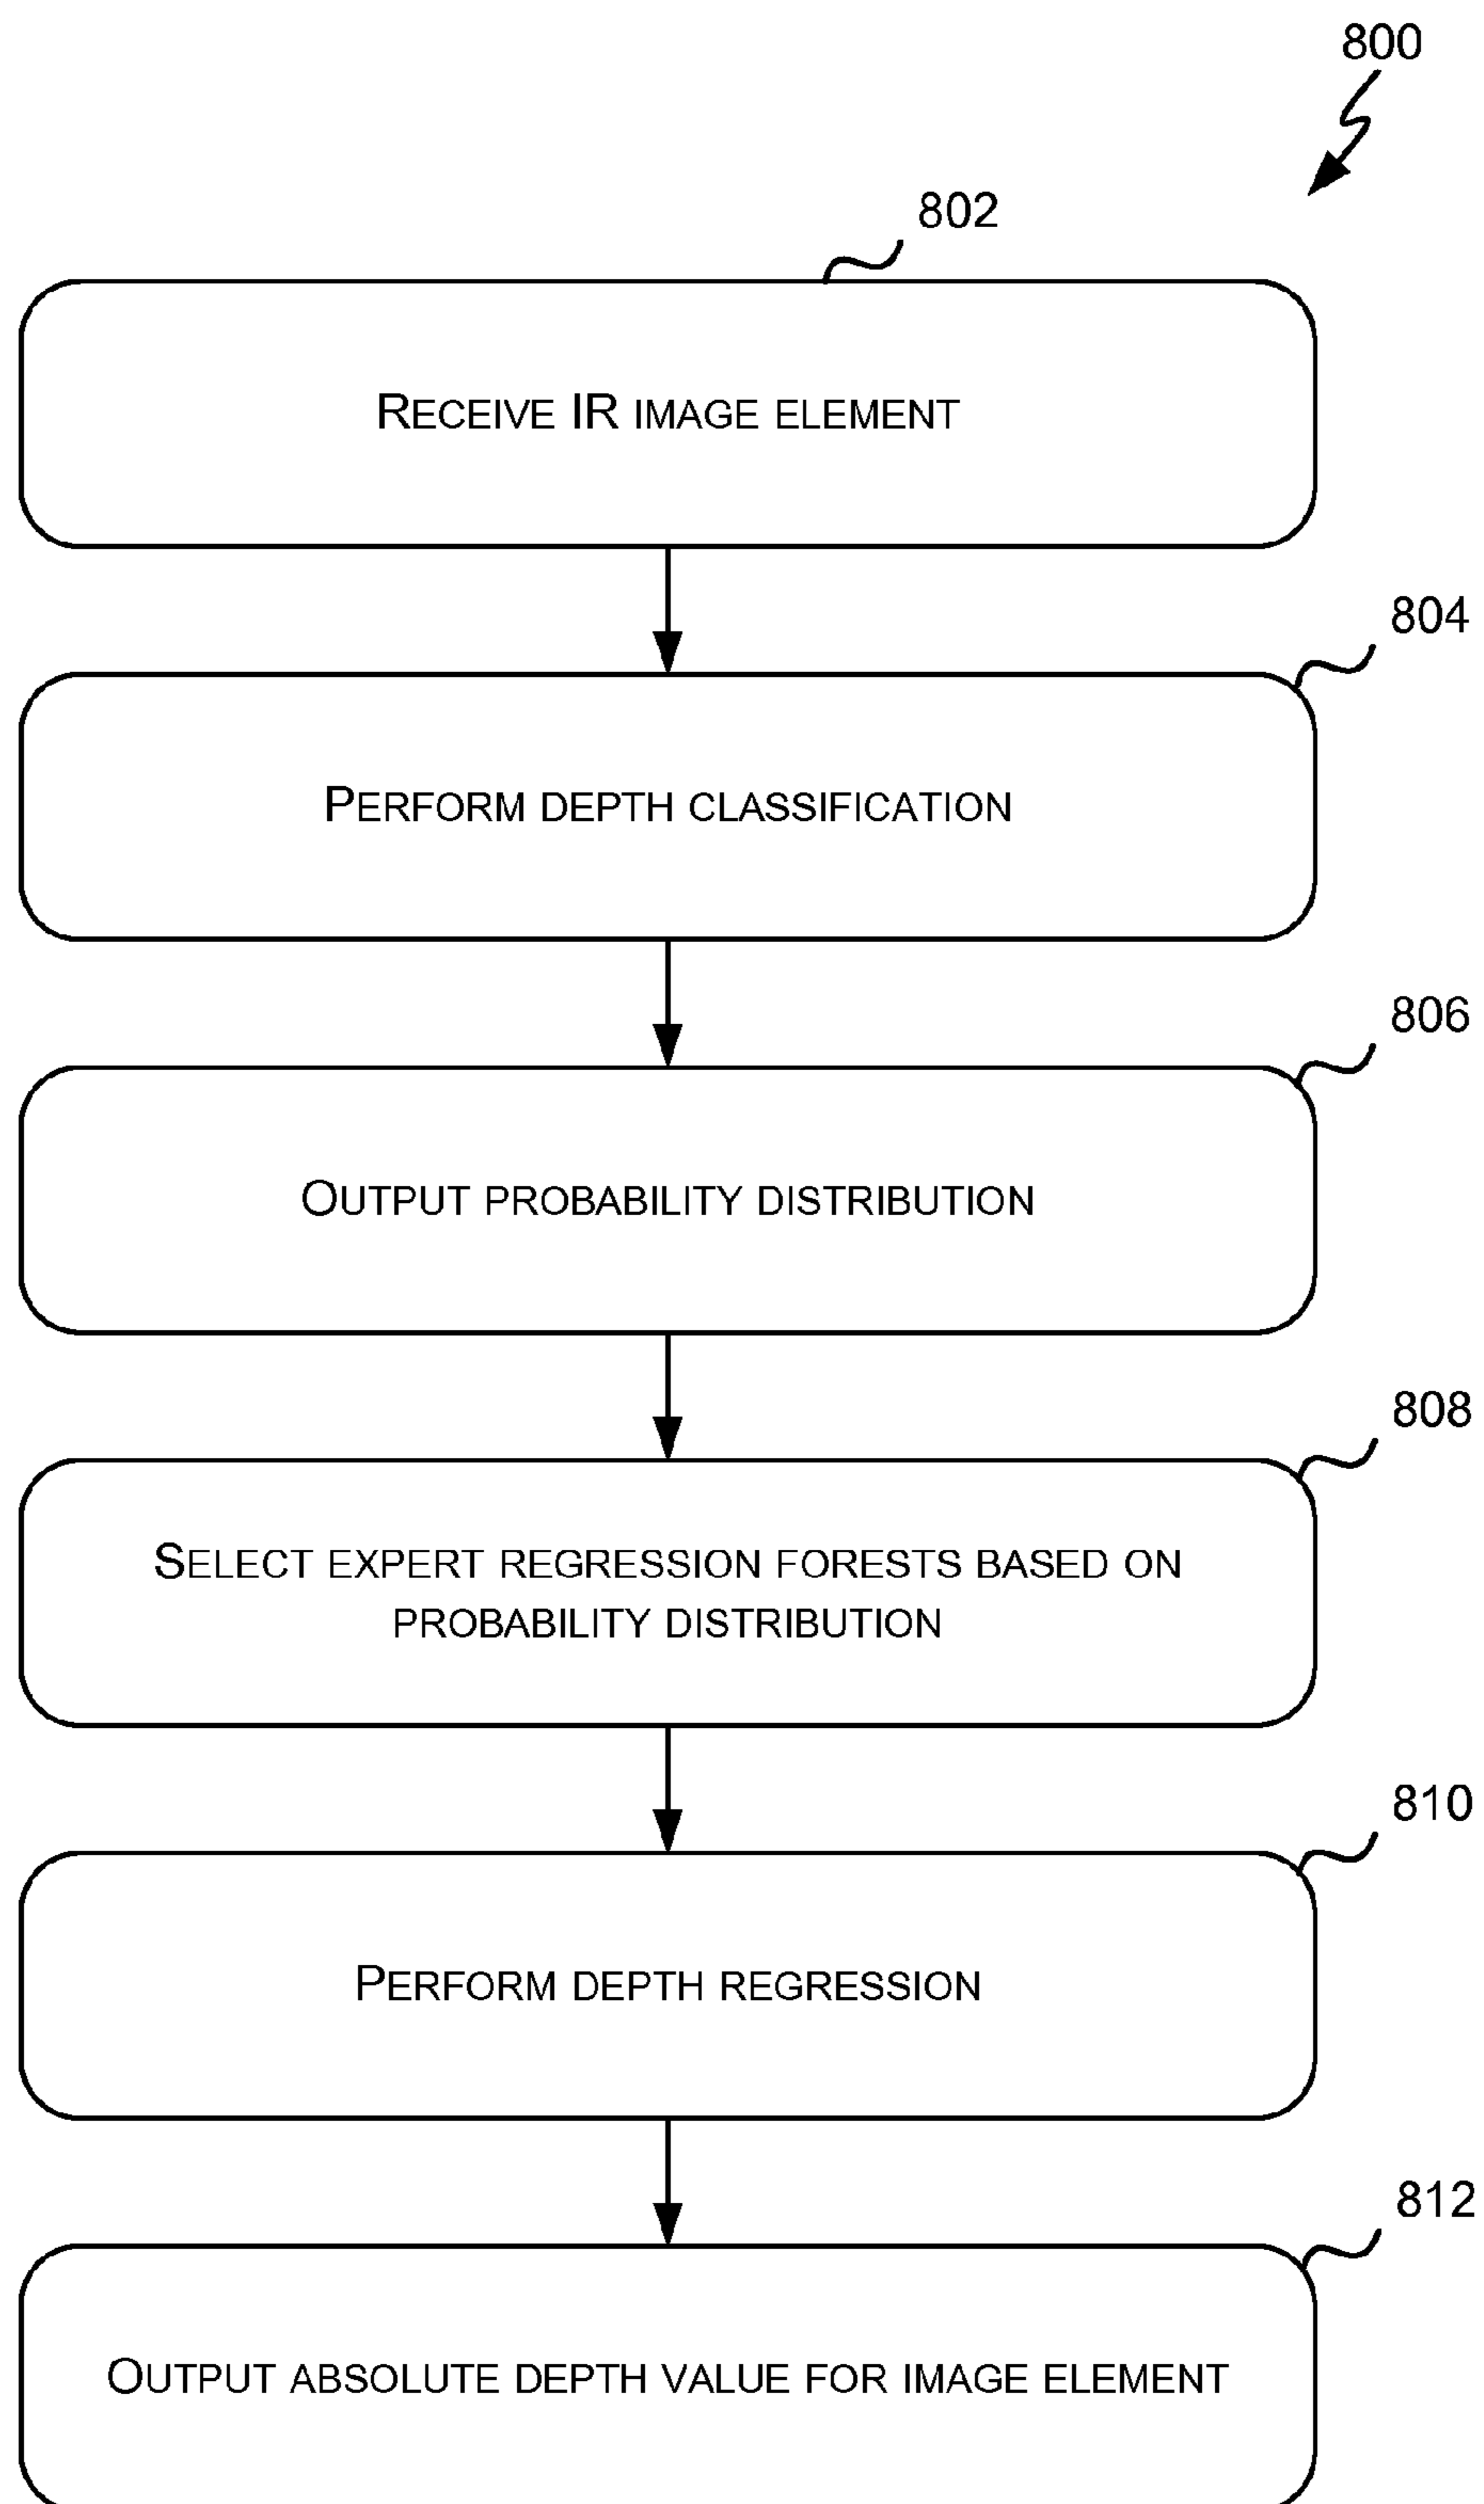 800
802
RECEIVE IR IMAGE ELEMENT
804
PERFORM DEPTH CLASSIFICATION
806
OUTPUT PROBABILITY DISTRIBUTION
808
SELECT EXPERT REGRESSION FORESTS BASED ON
PROBABILITY DISTRIBUTION
810
PERFORM DEPTH REGRESSION
812
OUTPUT ABSOLUTE DEPTH VALUE FOR IMAGE ELEMENT